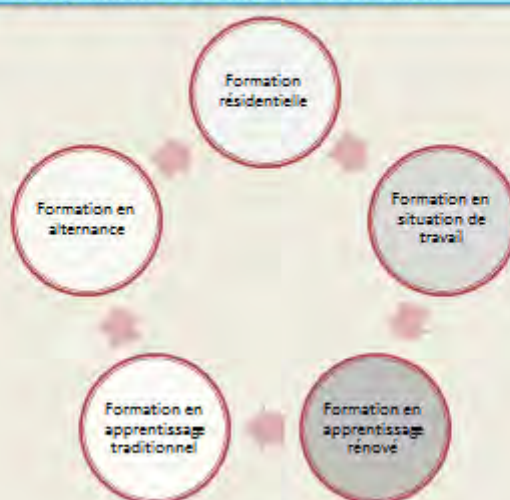 Formation
résidentielle
Formation en
situation de
travail
Formation en
apprentissage
rénové
Formation en
apprentissage
traditionnel
Formation en
alternance